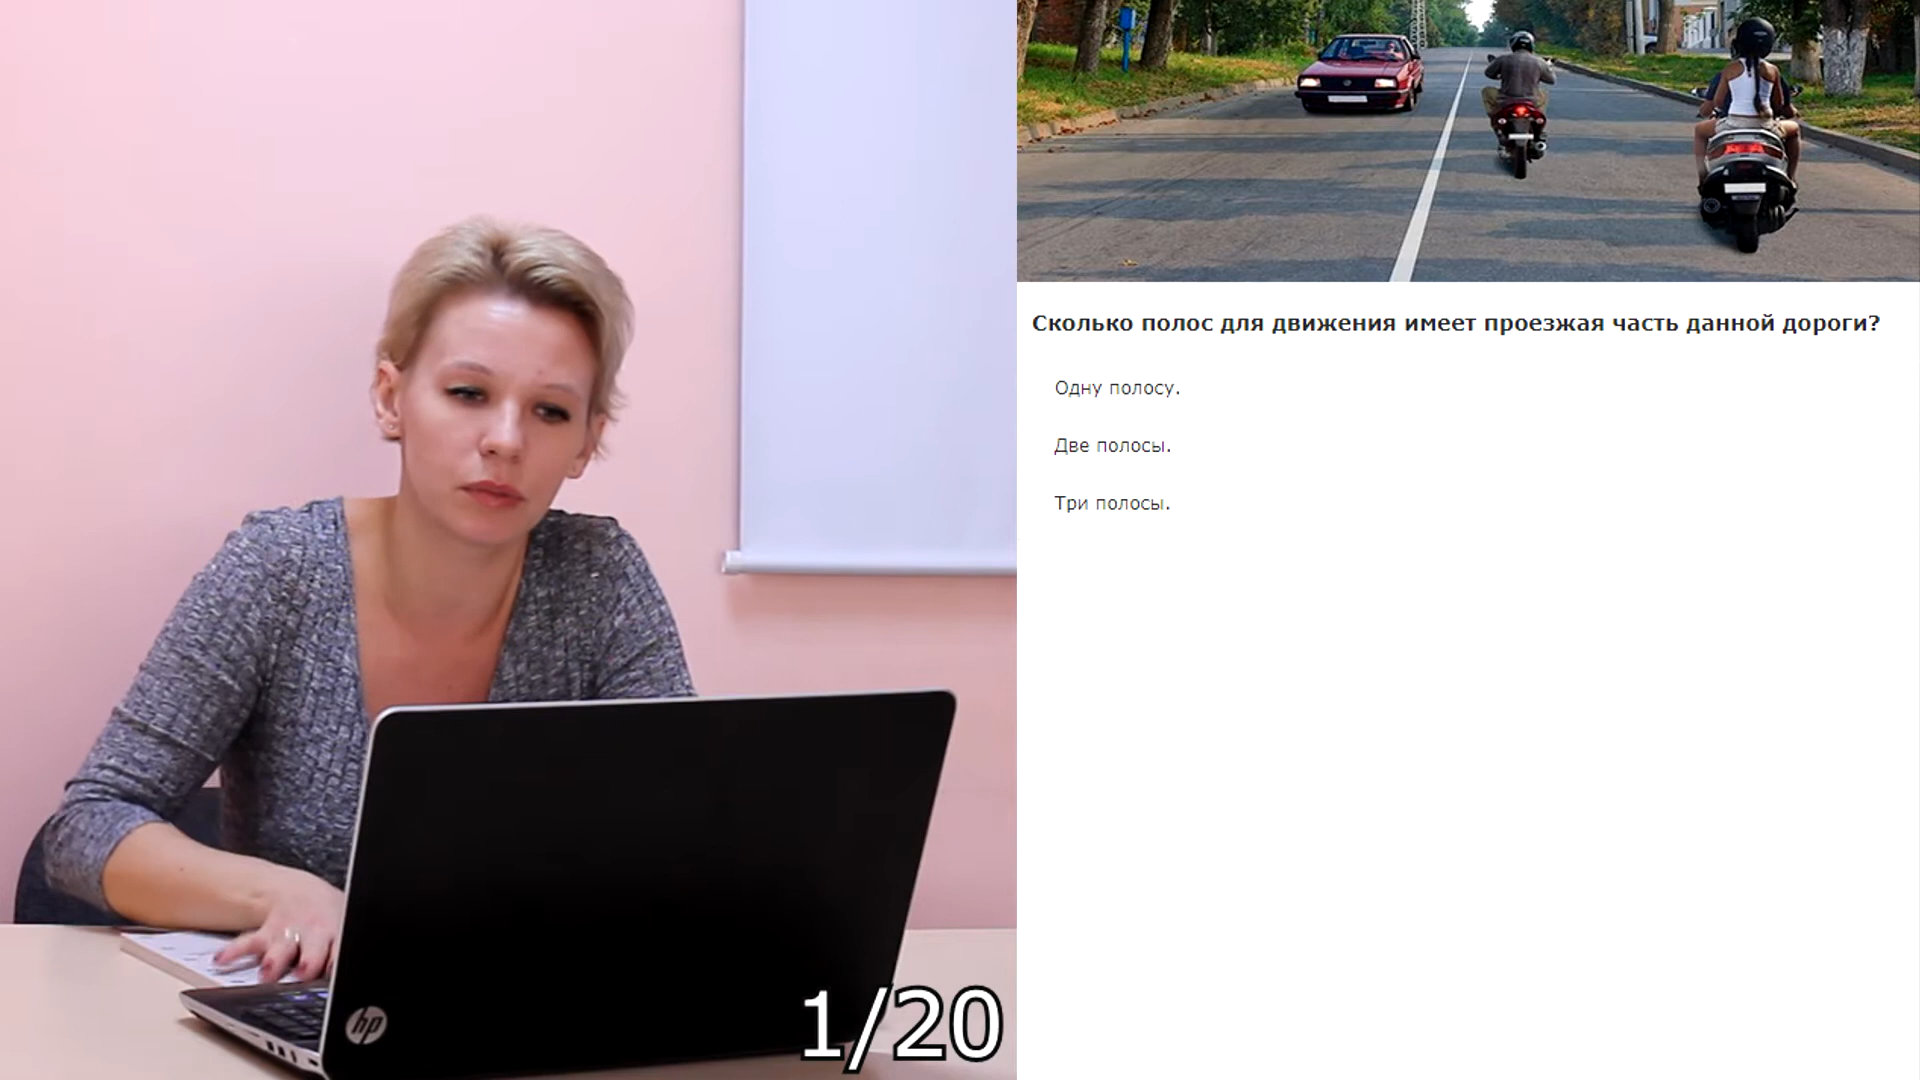 Сколько полос для движения имеет проезжая часть данной дороги?
Одну полосу.
Две полосы.
Три полосы.
hp
1/20